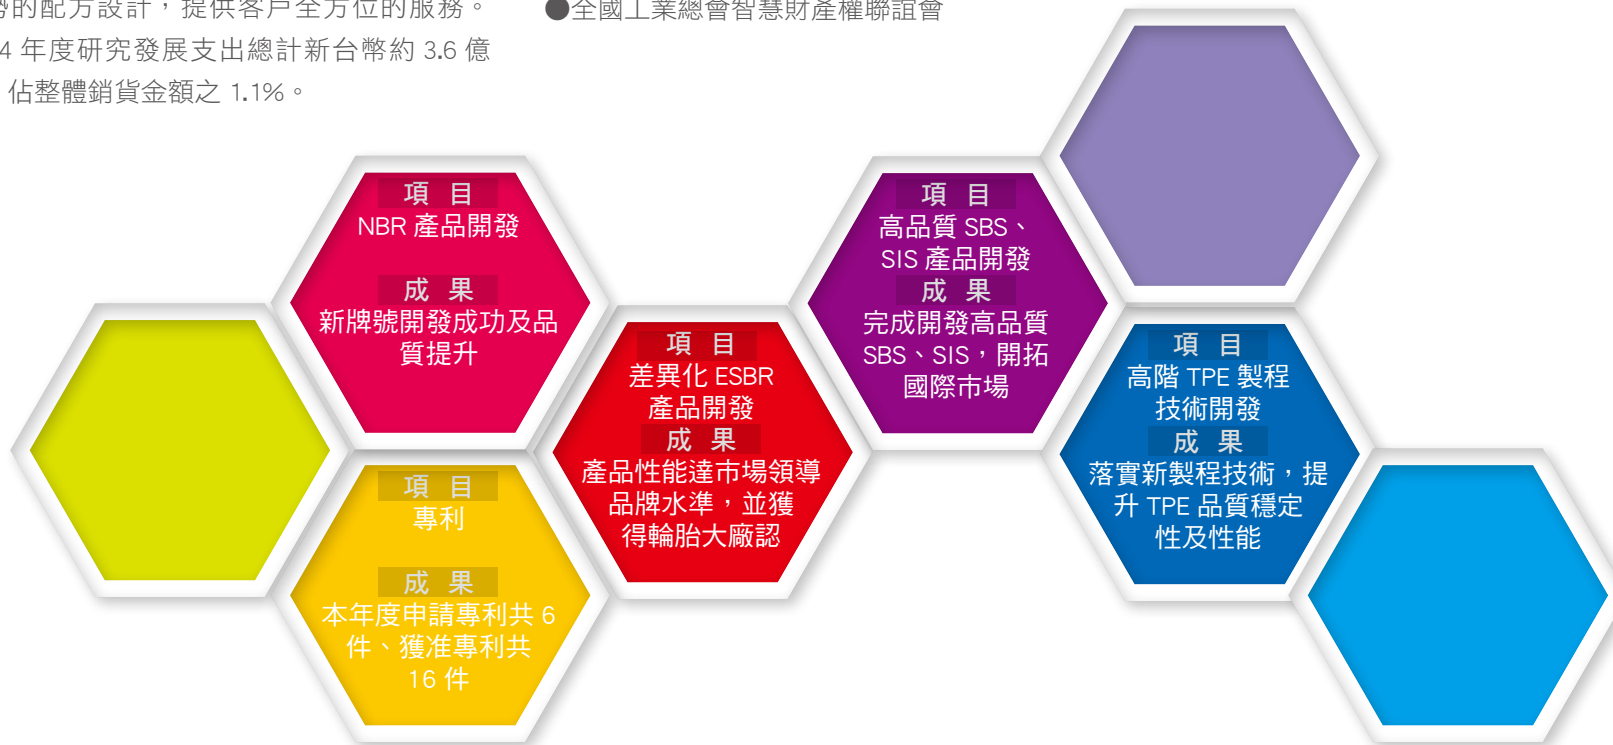 勢的配方設計，提供客戶全方位的服務。
4 年度研究發展支出總計新台幣約 3.6 億
佔整體銷貨金額之 1.1%。
●全國工業總會智慧財產權聯誼會
項 目
NBR 產品開發
成 果
新牌號開發成功及品
質提升
項 目
專利
成 果
本年度申請專利共 6
件、獲准專利共
16 件
項 目
差異化 ESBR
產品開發
成 果
產品性能達市場領導
品牌水準，並獲
得輪胎大廠認
項 目
高品質 SBS、
SIS 產品開發
成 果
完成開發高品質
SBS、SIS，開拓
國際市場
項 目
高階 TPE 製程
技術開發
成 果
落實新製程技術，提
升 TPE 品質穩定
性及性能